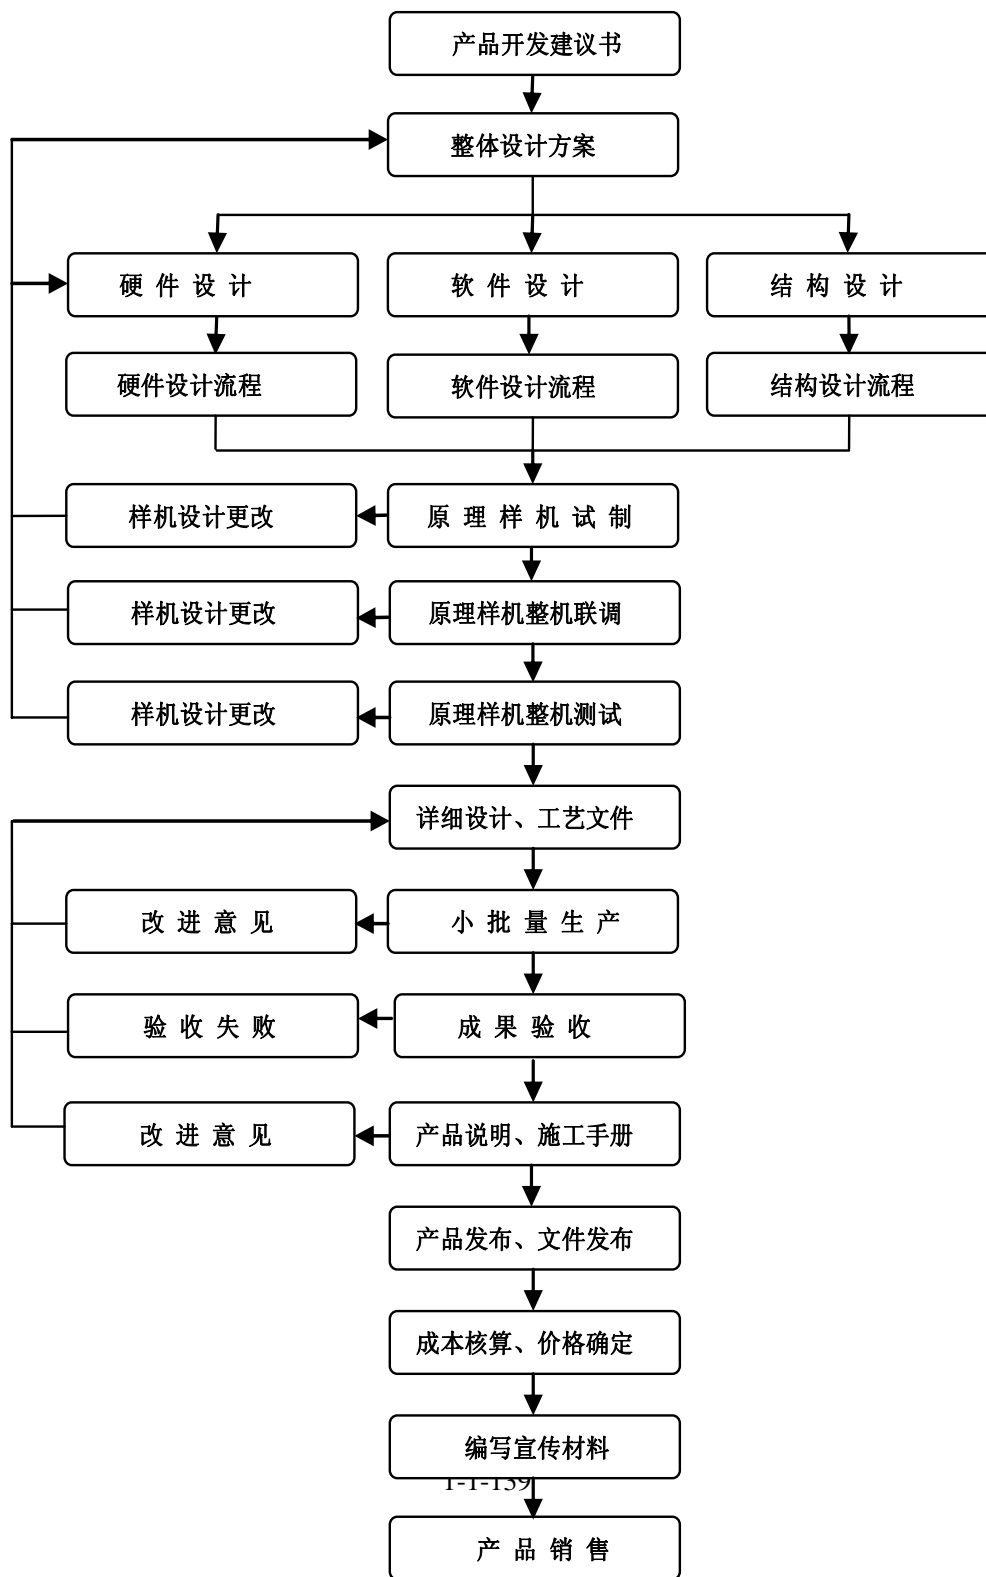 产品开发建议书
整体设计方案
硬 件 设 计
软 件 设 计
结 构 设 计
硬件设计流程
软件设计流程
结构设计流程
样机设计更改
原 理 样 机 试 制
样机设计更改
原理样机整机联调
样机设计更改
原理样机整机测试
详细设计、工艺文件
改 进 意 见
小 批 量 生 产
验 收 失 败
成 果 验 收
改 进 意 见
产品说明、施工手册
产品发布、文件发布
成本核算、价格确定
编写宣传材料
1-1-139
产 品 销 售